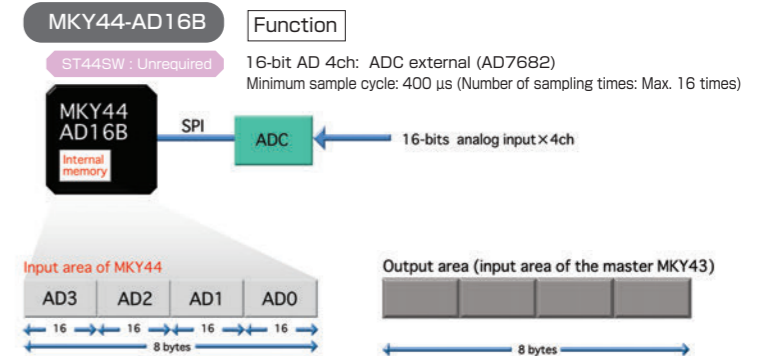 MKY44-AD16B
Function
ST44SW : Unrequired
16-bit AD 4ch: ADC external (AD7682)
Minimum sample cycle: 400 µs (Number of sampling times: Max. 16 times)
MKY44
AD16B
Internal
memory
SPI
ADC
16-bits analog input×4ch
Input area of MKY44
AD3 AD2 AD1 AD0
16 16 16 16
8 bytes
Output area (input area of the master MKY43)
8 bytes